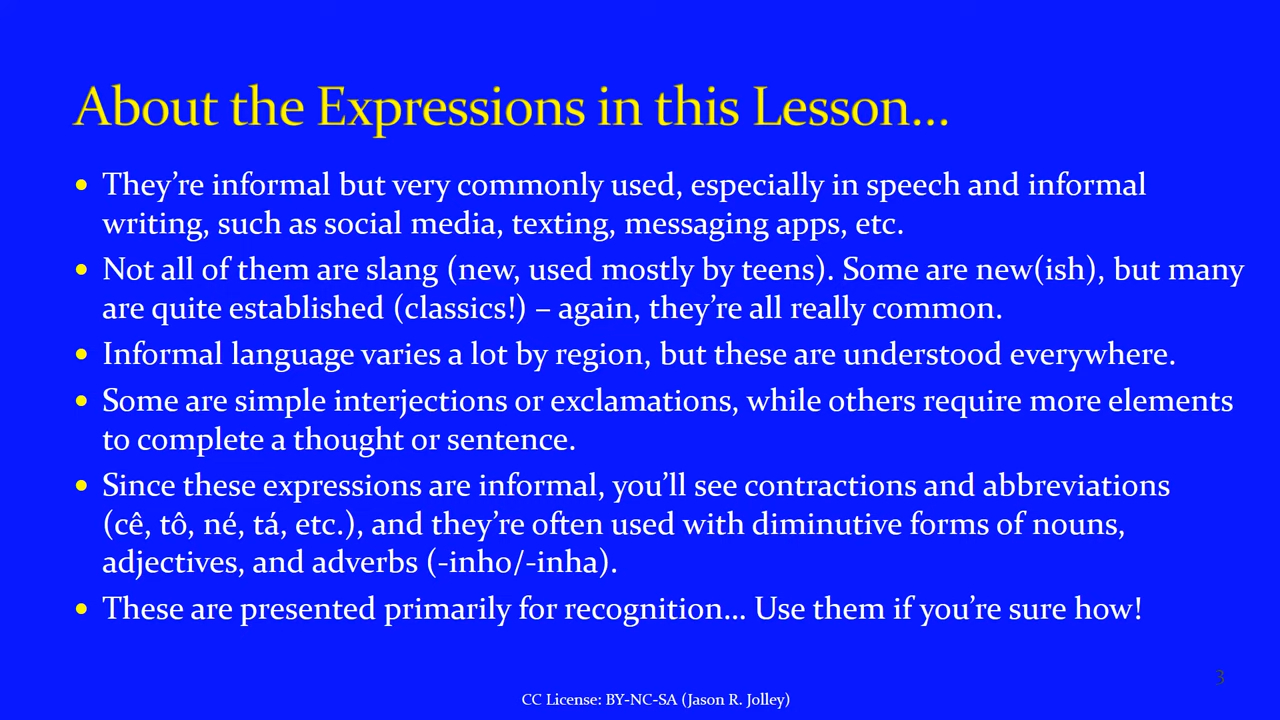 About the Expressions in this Lesson...
• They're informal but very commonly used, especially in speech and informal
writing, such as social media, texting, messaging apps, etc.
• Not all of them are slang (new, used mostly by teens). Some are new(ish), but many
are quite established (classics!) – again, they're all really common.
• Informal language varies a lot by region, but these are understood everywhere.
• Some are simple interjections or exclamations, while others require more elements
to complete a thought or sentence.
• Since these expressions are informal, you'll see contractions and abbreviations
(cê, tô, né, tá, etc.), and they're often used with diminutive forms of nouns,
adjectives, and adverbs (-inho/-inha).
• These are presented primarily for recognition... Use them if you're sure how!
3
CC License: BY-NC-SA (Jason R. Jolley)